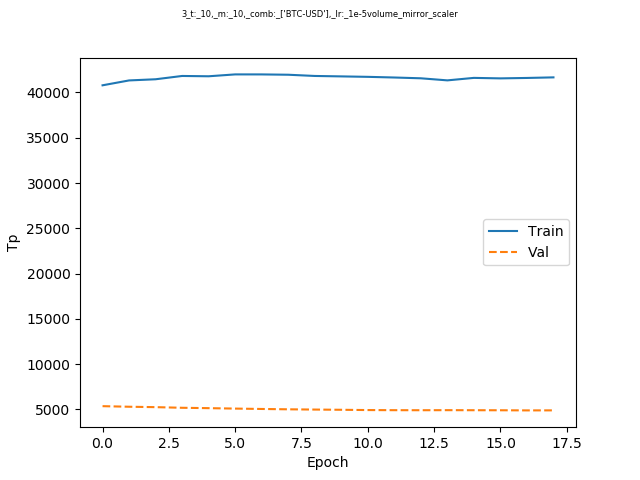 3_t:_10,_m:_10,_comb:_['BTC-USD'],_lr:_1e-5volume_mirror_scaler
40000
35000
30000
25000
20000
15000
10000
5000
Tp
Train
Val
0.0 2.5 5.0 7.5 10.0 12.5 15.0 17.5
Epoch